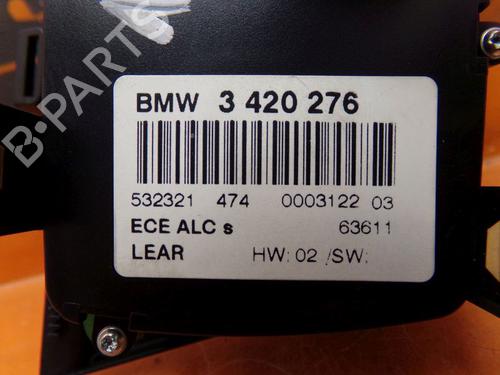 BMW 3 420 276
532321 474 0003122 03
ECE ALC s 63611
LEAR HW: 02 /SW:
B-PARTS